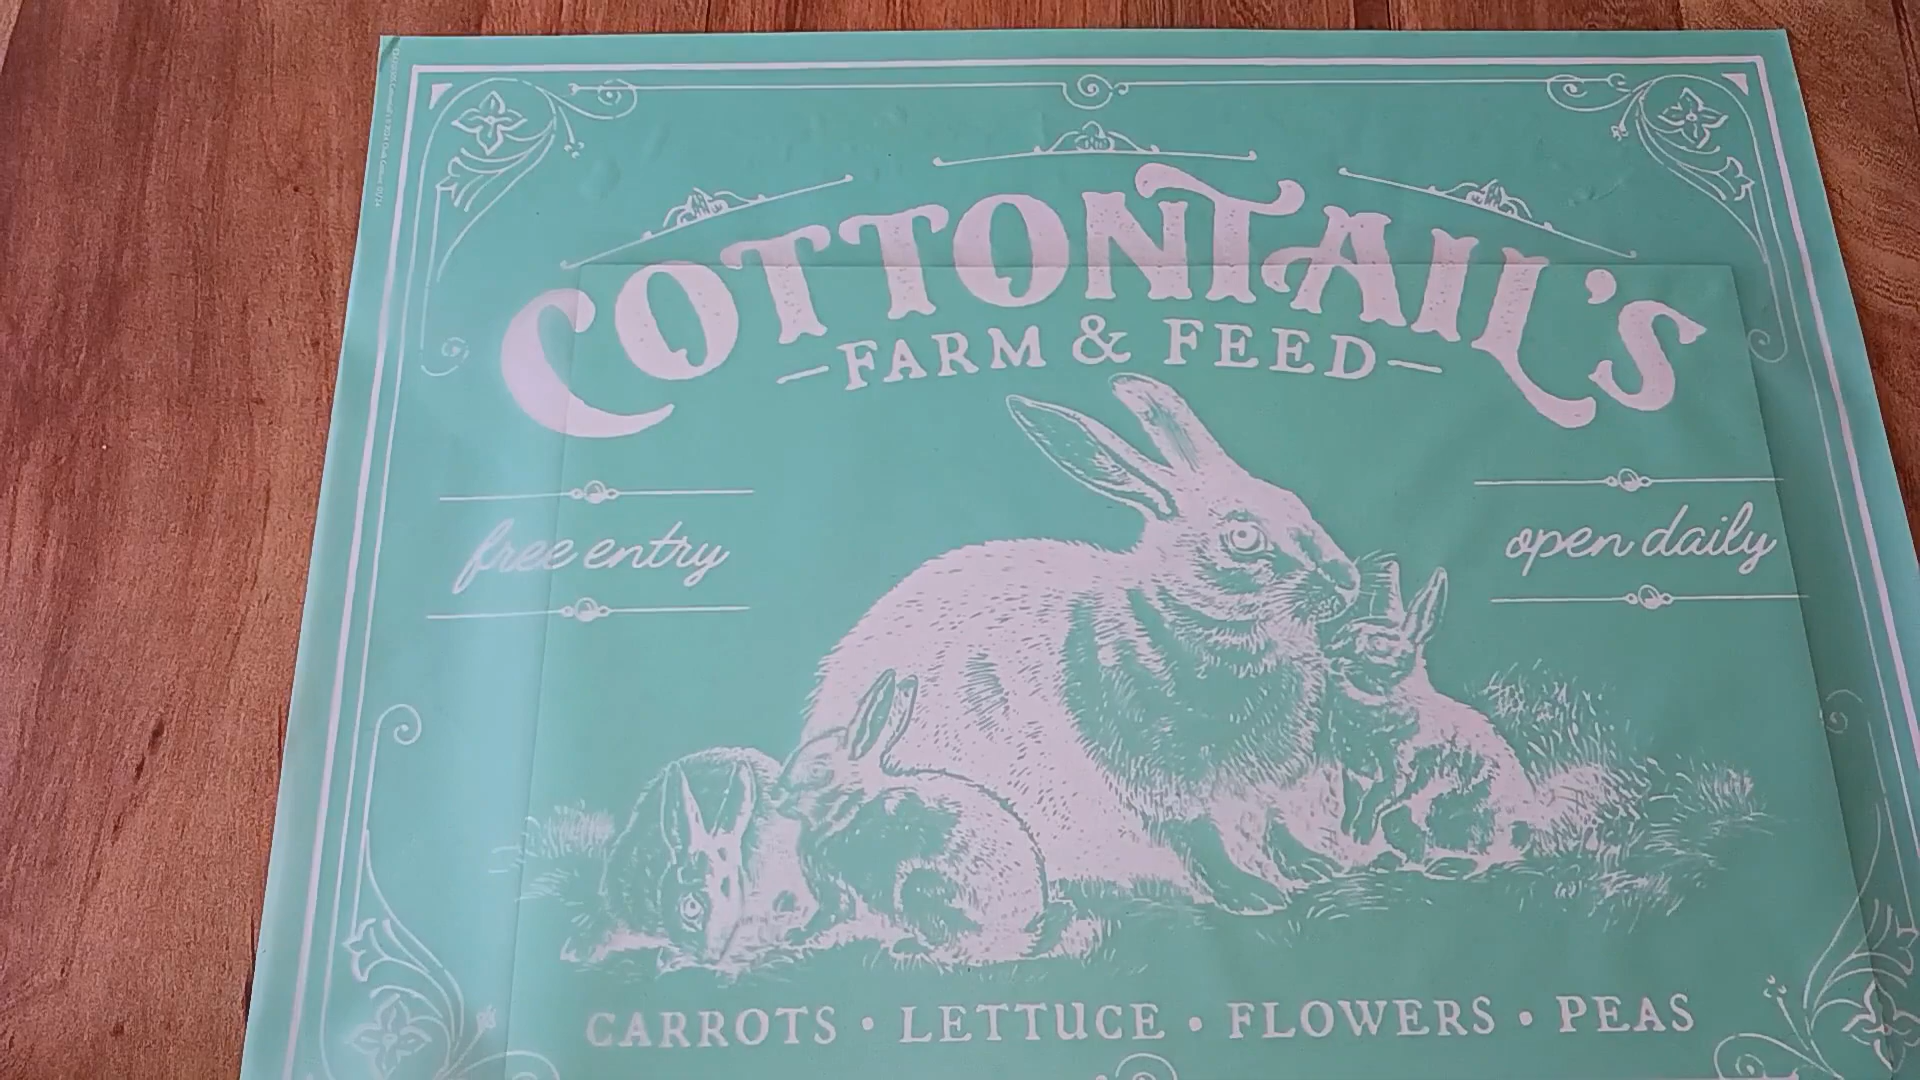 COTTONTAIL'S
FARM & FEED
free entry
open daily
CARROTS • LETTUCE • FLOWERS • PEAS